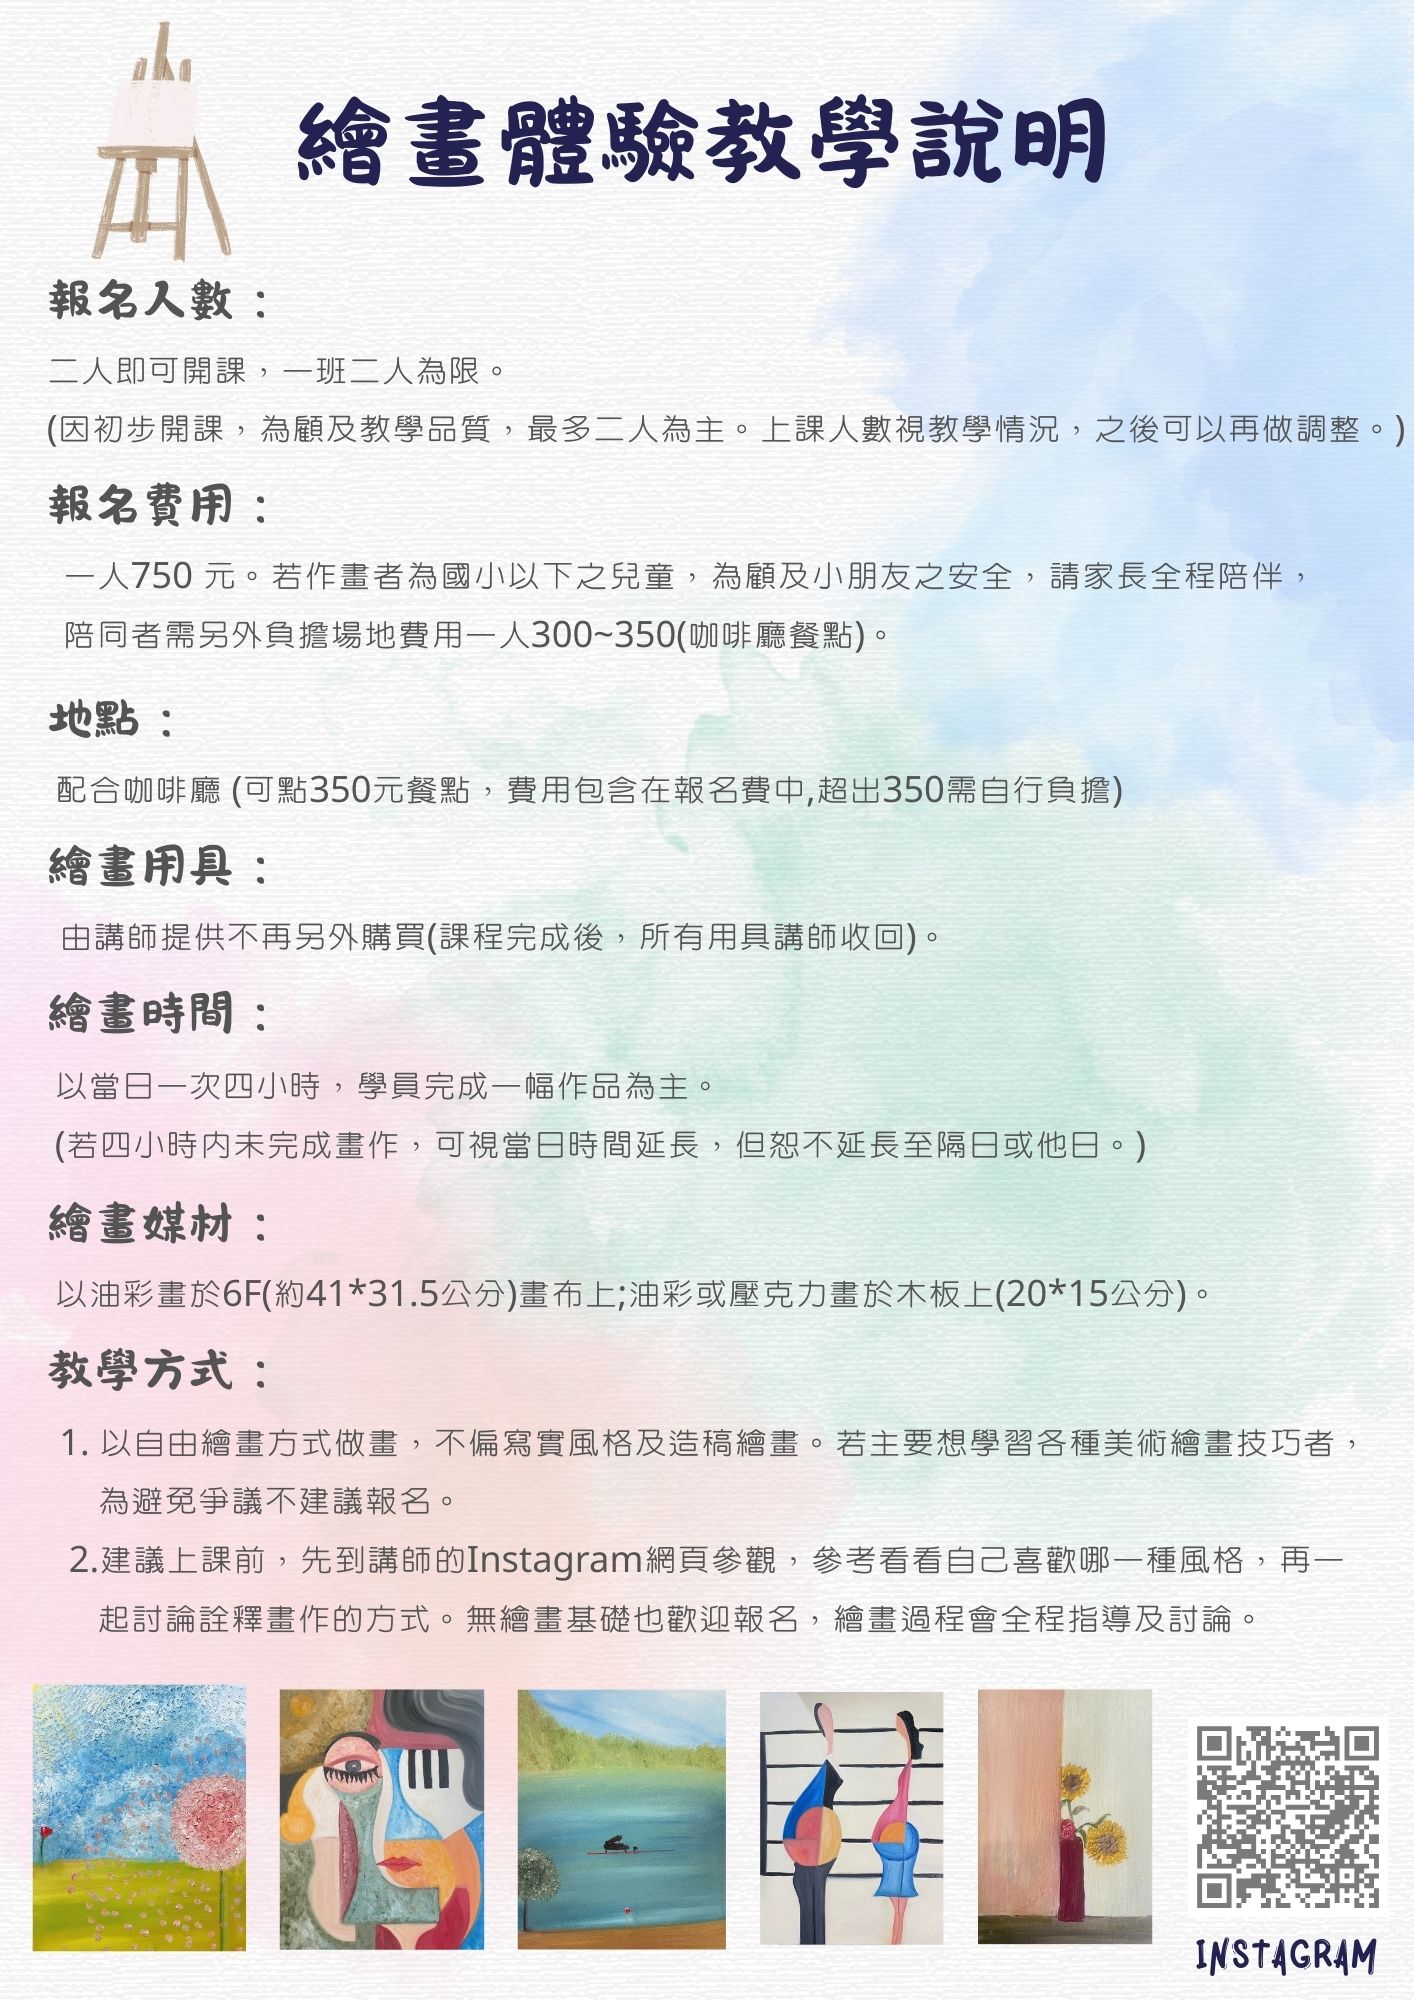 繪畫體驗教學說明
報名人數：
二人即可開課，一班二人為限。
(因初步開課，為顧及教學品質，最多二人為主。上課人數視教學情況，之後可以再做調整。)
報名費用：
一人750 元。若作畫者為國小以下之兒童，為顧及小朋友之安全，請家長全程陪伴，
陪同者需另外負擔場地費用一人300~350(咖啡廳餐點)。
地點：
配合咖啡廳 (可點350元餐點，費用包含在報名費中,超出350需自行負擔)
繪畫用具：
由講師提供不再另外購買(課程完成後，所有用具講師收回)。
繪畫時間：
以當日一次四小時，學員完成一幅作品為主。
(若四小時內未完成畫作，可視當日時間延長，但恕不延長至隔日或他日。)
繪畫媒材：
以油彩畫於6F(約41*31.5公分)畫布上;油彩或壓克力畫於木板上(20*15公分)。
教學方式：
1. 以自由繪畫方式做畫，不偏寫實風格及造稿繪畫。若主要想學習各種美術繪畫技巧者，
為避免爭議不建議報名。
2.建議上課前，先到講師的Instagram網頁參觀，參考看看自己喜歡哪一種風格，再一
起討論詮釋畫作的方式。無繪畫基礎也歡迎報名，繪畫過程會全程指導及討論。
INSTAGRAM